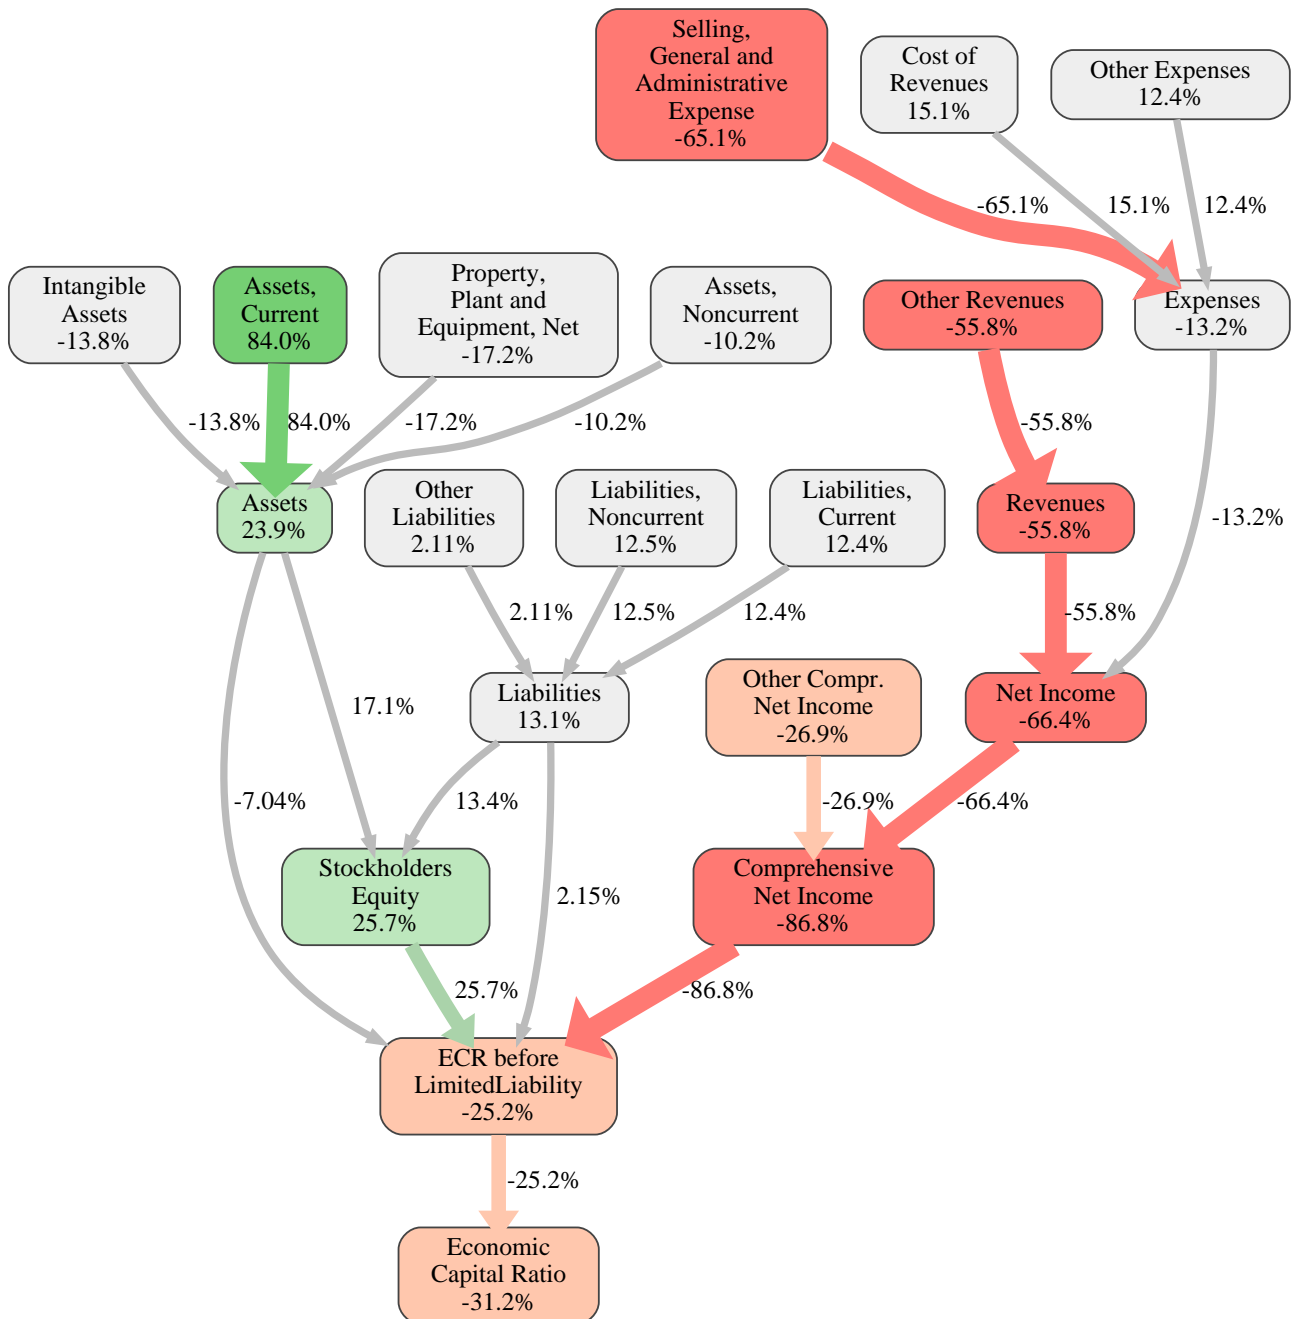 Selling,
General and
Administrative
Expense
-65.1%
Cost of
Revenues
15.1%
Other Expenses
12.4%
-65.1%
15.1%
12.4%
Intangible
Assets
-13.8%
Assets,
Current
84.0%
Property,
Plant and
Equipment, Net
-17.2%
Assets,
Noncurrent
-10.2%
Other Revenues
-55.8%
Expenses
-13.2%
-13.8%
84.0%
-17.2%
-10.2%
-55.8%
-13.2%
Assets
23.9%
Other
Liabilities
2.11%
Liabilities,
Noncurrent
12.5%
Liabilities,
Current
12.4%
Revenues
-55.8%
2.11%
12.5%
12.4%
-55.8%
17.1%
Liabilities
13.1%
Other Compr.
Net Income
-26.9%
Net Income
-66.4%
-7.04%
13.4%
-26.9%
-66.4%
Stockholders
Equity
25.7%
2.15%
Comprehensive
Net Income
-86.8%
25.7%
-86.8%
ECR before
LimitedLiability
-25.2%
-25.2%
Economic
Capital Ratio
-31.2%